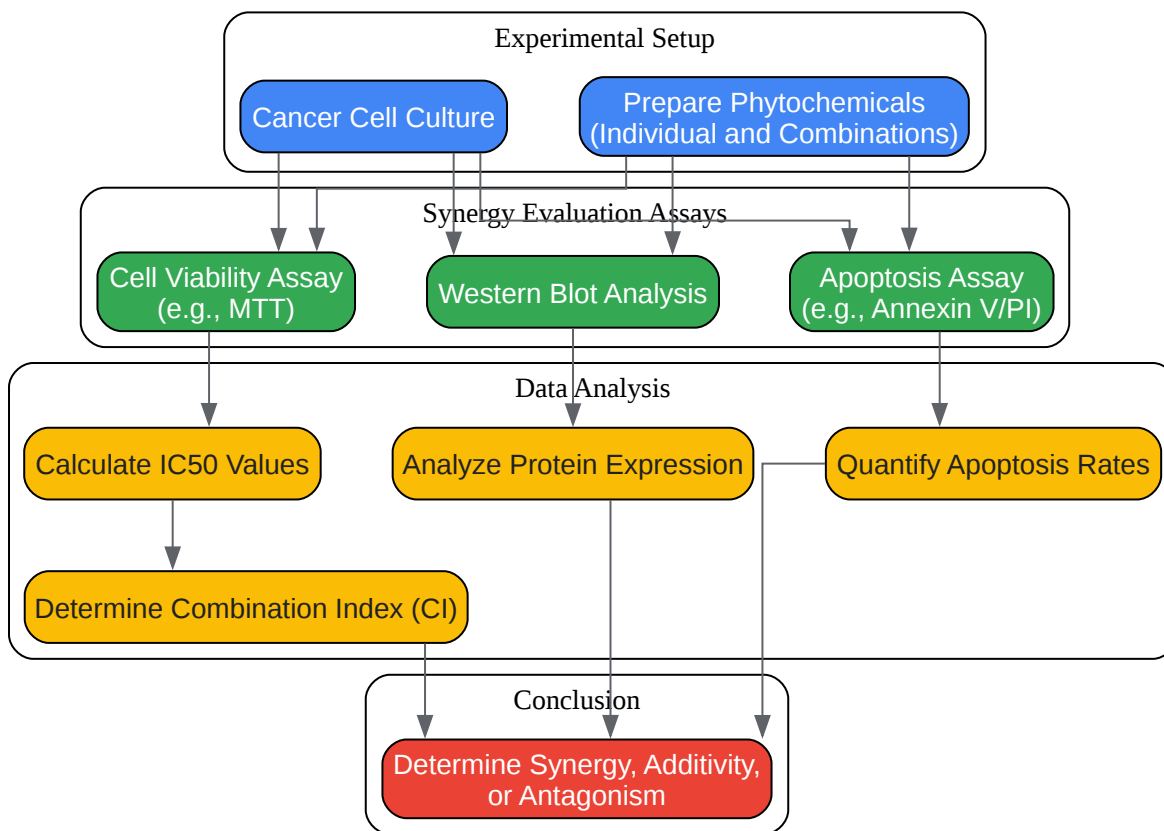 Experimental Setup
Cancer Cell Culture
Prepare Phytochemicals
(Individual and Combinations)
Synergy Evaluation Assays
Cell Viability Assay
(e.g., MTT)
Western Blot Analysis
Apoptosis Assay
(e.g., Annexin V/PI)
Data Analysis
Calculate IC50 Values
Analyze Protein Expression
Quantify Apoptosis Rates
Determine Combination Index (CI)
Conclusion
Determine Synergy, Additivity,
or Antagonism